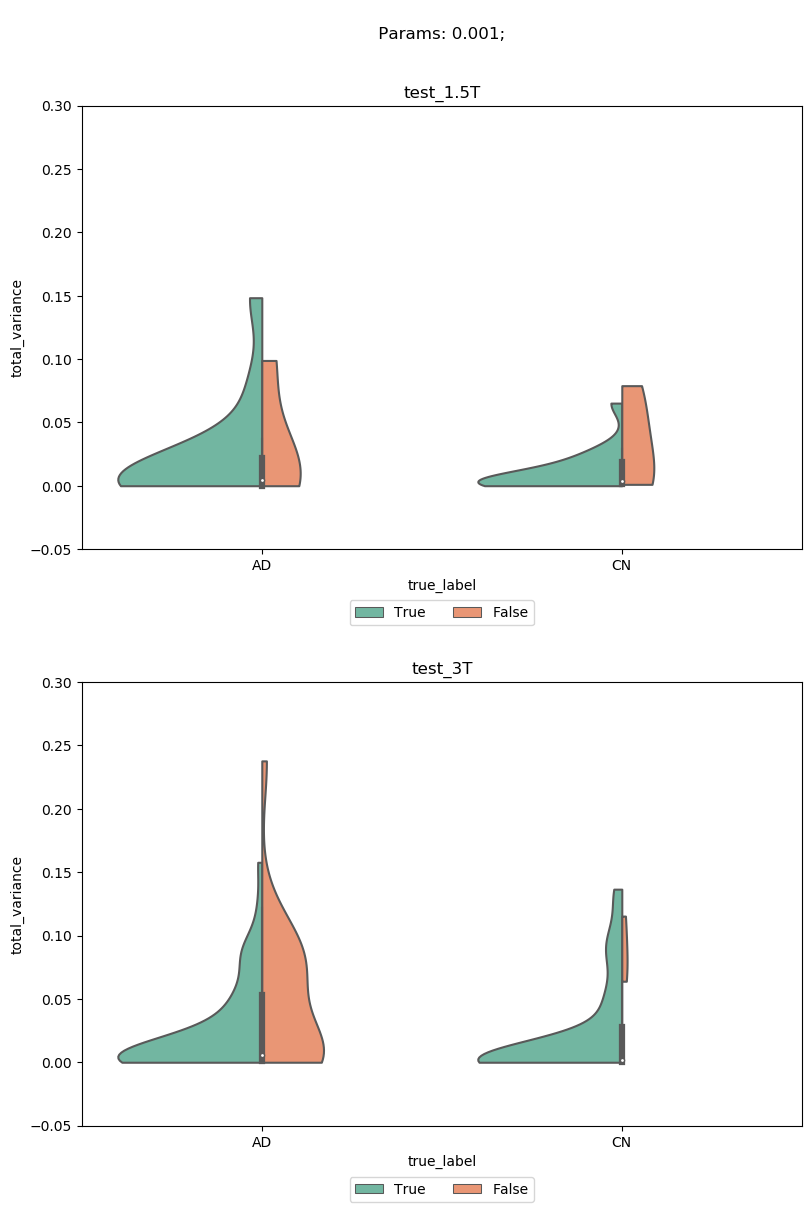 Params: 0.001;
test_1.5T
0.30
0.25
0.20
0.15
0.10
0.05
0.00
−0.05
total_variance
AD CN
true_label
True False
test_3T
0.30
0.25
0.20
0.15
0.10
0.05
0.00
−0.05
total_variance
AD CN
true_label
True False